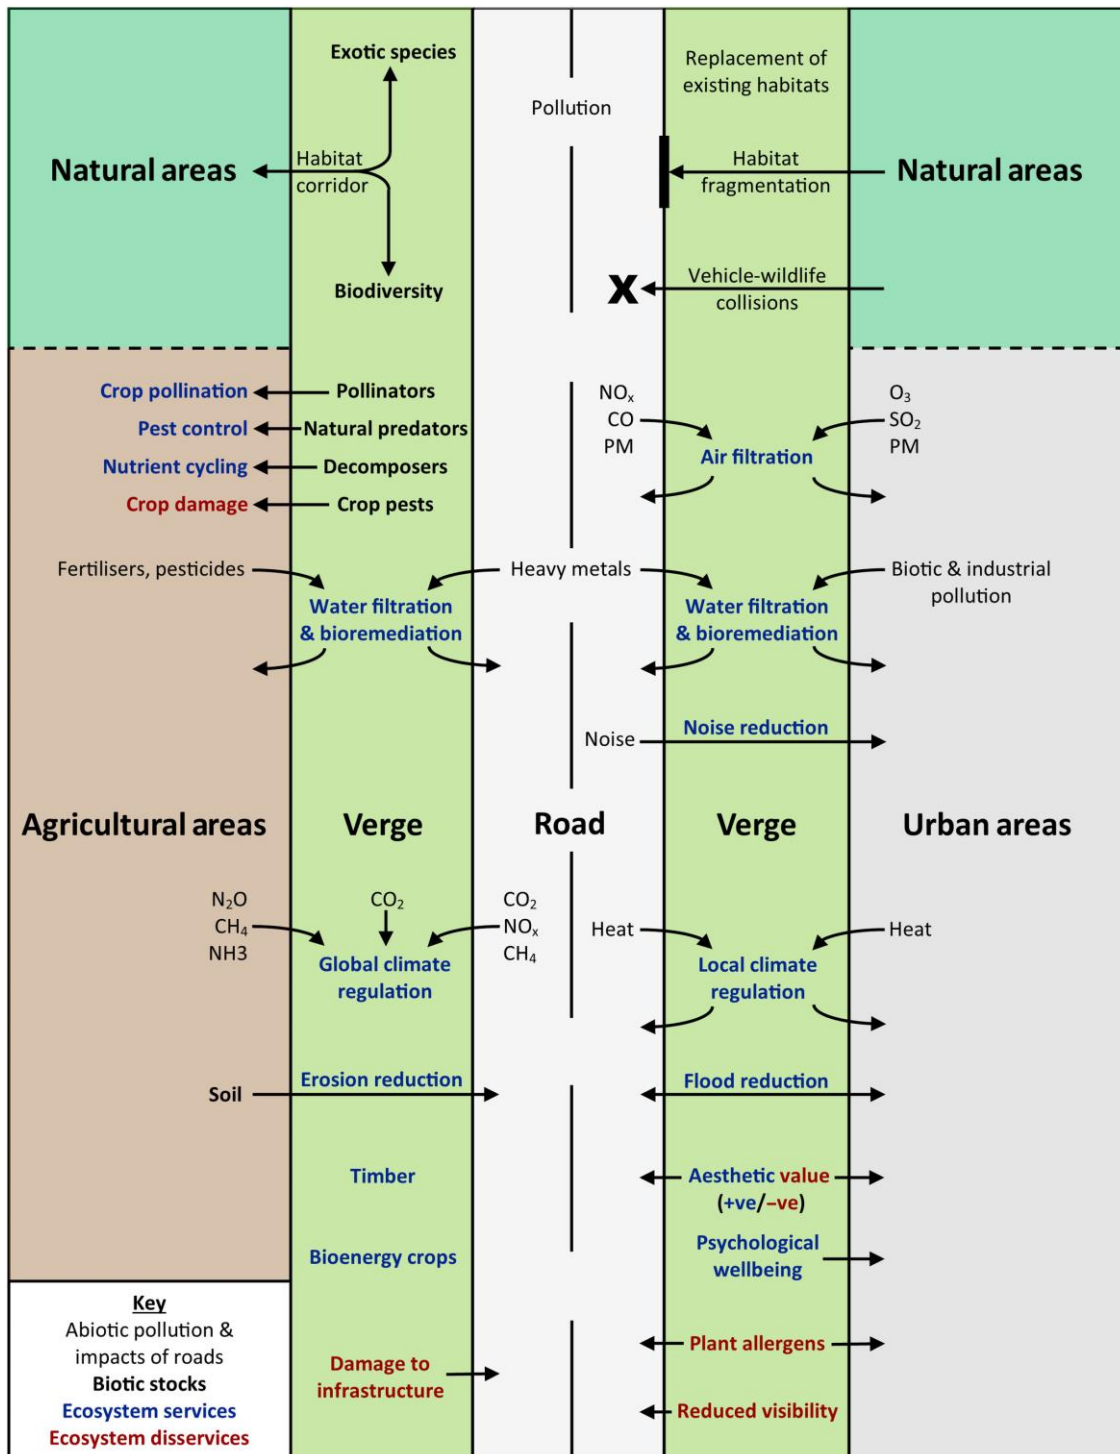 Exotic species
Replacement of
existing habitats
Pollution
Natural areas
Habitat
corridor
Habitat
fragmentation
Natural areas
Biodiversity
X
Vehicle-wildlife
collisions
Crop pollination
Pollinators
Pest control
Natural predators
Nutrient cycling
Decomposers
Crop damage
Crop pests
NOₓ
CO
PM
Air filtration
O₃
SO₂
PM
Fertilisers, pesticides
Heavy metals
Biotic & industrial
pollution
Water filtration
& bioremediation
Water filtration
& bioremediation
Noise
Noise reduction
Agricultural areas
Verge
Road
Verge
Urban areas
N₂O
CH₄
NH3
CO₂
CO₂
NOₓ
CH₄
Global climate
regulation
Heat
Heat
Local climate
regulation
Soil
Erosion reduction
Flood reduction
Timber
Aesthetic value
(+ve/−ve)
Bioenergy crops
Psychological
wellbeing
Damage to
infrastructure
Plant allergens
Reduced visibility
Key
Abiotic pollution &
impacts of roads
Biotic stocks
Ecosystem services
Ecosystem disservices